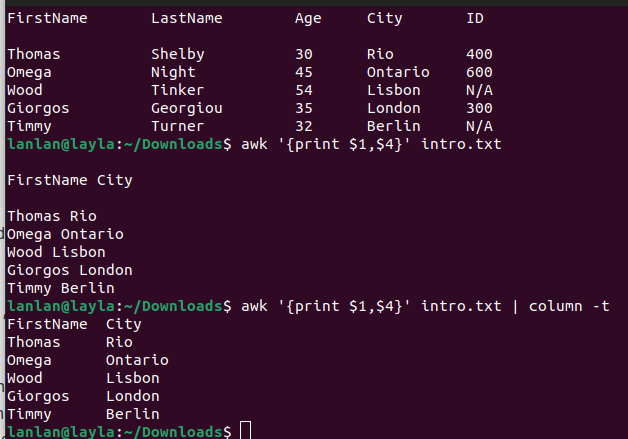 FirstName LastName Age City ID
Thomas Shelby 30 Rio 400
Omega Night 45 Ontario 600
Wood Tinker 54 Lisbon N/A
Giorgos Georgiou 35 London 300
Timmy Turner 32 Berlin N/A
lanlan@layla:~/Downloads$ awk '{print $1,$4}' intro.txt
FirstName City
Thomas Rio
Omega Ontario
Wood Lisbon
Giorgos London
Timmy Berlin
lanlan@layla:~/Downloads$ awk '{print $1,$4}' intro.txt | column -t
FirstName City
Thomas Rio
Omega Ontario
Wood Lisbon
Giorgos London
Timmy Berlin
lanlan@layla:~/Downloads$